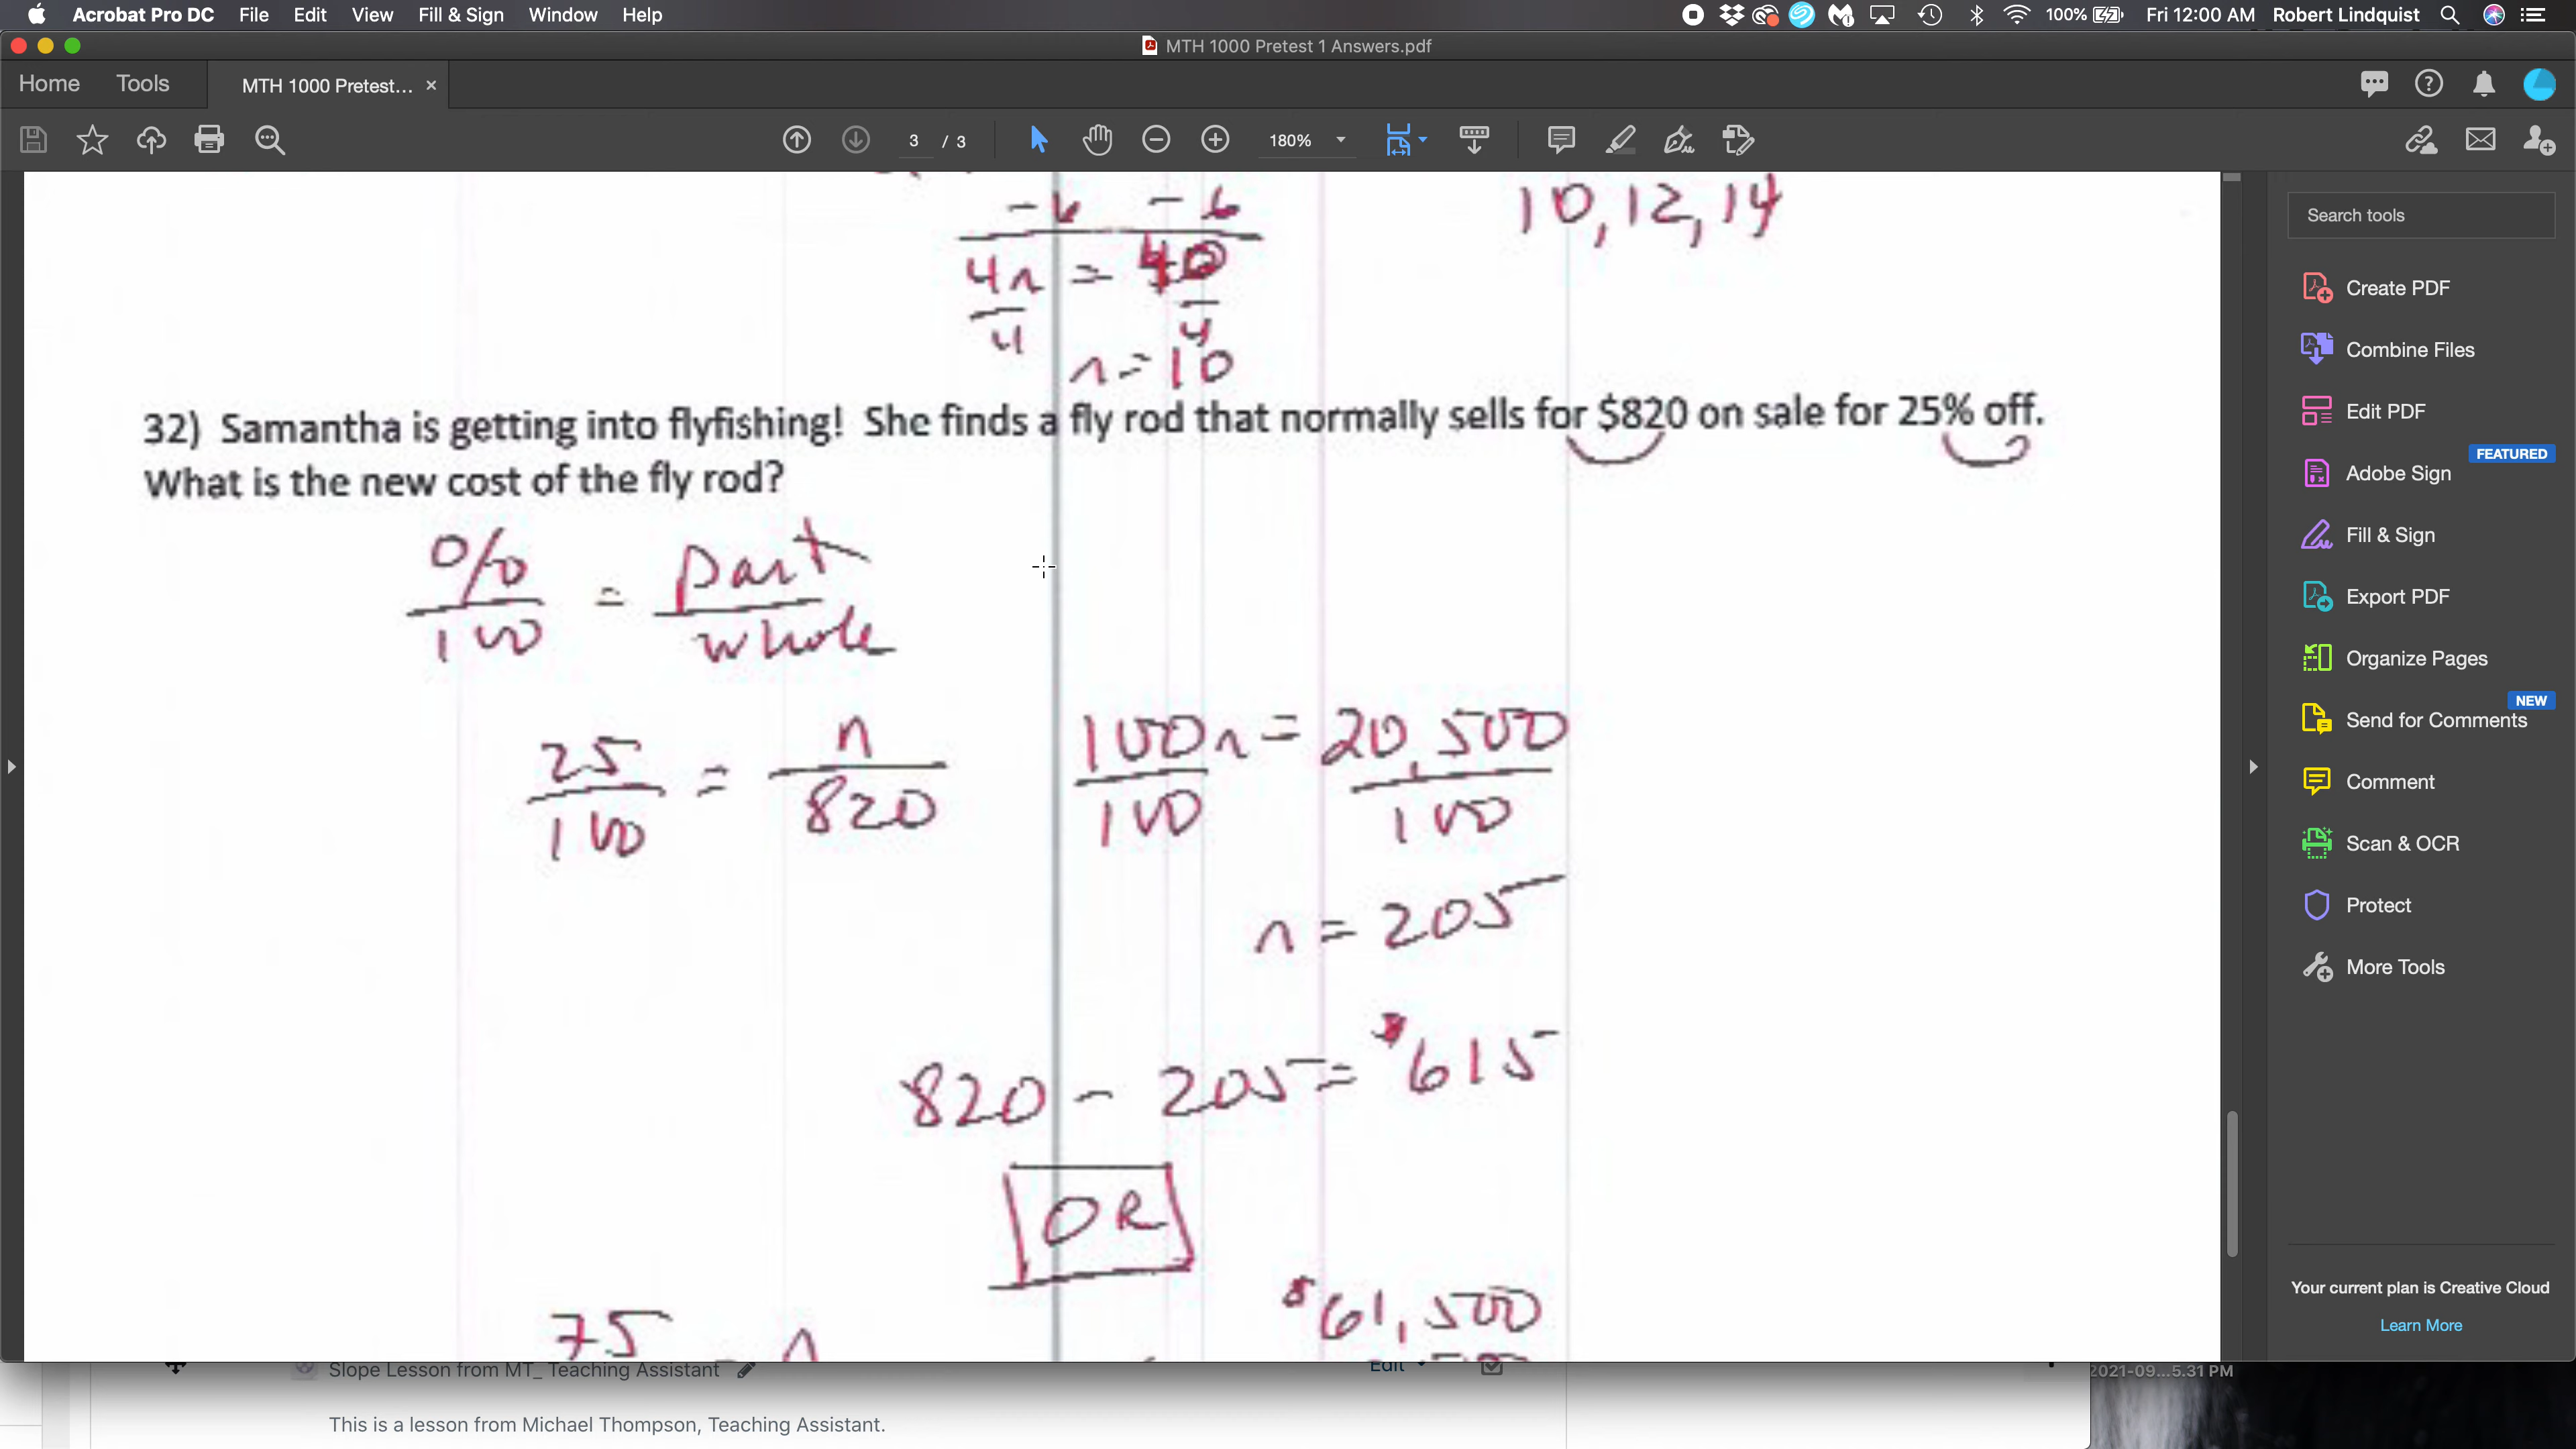 Acrobat Pro DC File Edit View Fill & Sign Window Help 100% Fri 12:00 AM Robert Lindquist
MTH 1000 Pretest 1 Answers.pdf
Home Tools MTH 1000 Pretest... ×
3 / 3 180%
- 6 - 6
10, 12, 14
4n = 40
4 4
n = 10
32) Samantha is getting into flyfishing! She finds a fly rod that normally sells for $820 on sale for 25% off.
What is the new cost of the fly rod?
% = part
100 whole
25 = n
100 820
100n = 20,500
100 100
n = 205
820 - 205 = $615
OR
75 n
$61,500
Search tools
Create PDF
Combine Files
Edit PDF
FEATURED
Adobe Sign
Fill & Sign
Export PDF
Organize Pages
NEW
Send for Comments
Comment
Scan & OCR
Protect
More Tools
Your current plan is Creative Cloud
Learn More
Slope Lesson from MT_ Teaching Assistant Edit
2021-09...5.31 PM
This is a lesson from Michael Thompson, Teaching Assistant.